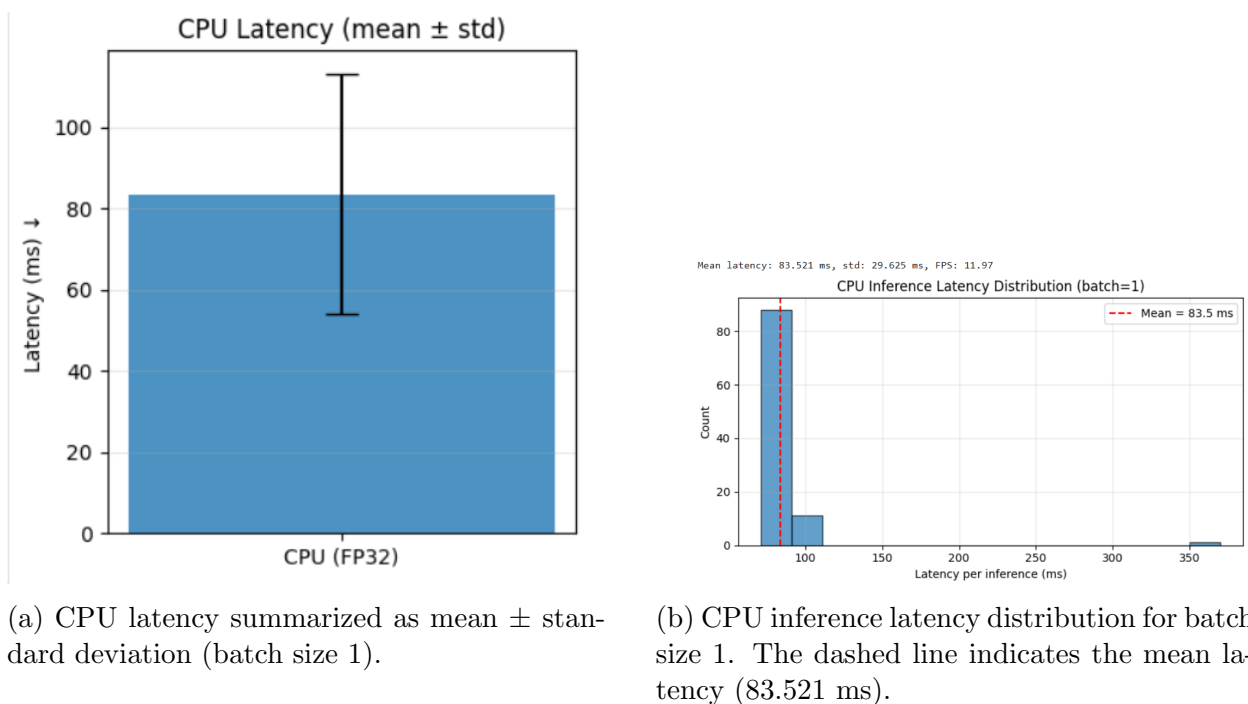 CPU Latency (mean ± std)
Latency (ms) ↓
100
80
60
40
20
0
CPU (FP32)
(a) CPU latency summarized as mean ± stan-
dard deviation (batch size 1).
Mean latency: 83.521 ms, std: 29.625 ms, FPS: 11.97
CPU Inference Latency Distribution (batch=1)
Mean = 83.5 ms
Count
80
60
40
20
0
100 150 200 250 300 350
Latency per inference (ms)
(b) CPU inference latency distribution for batch
size 1. The dashed line indicates the mean la-
tency (83.521 ms).